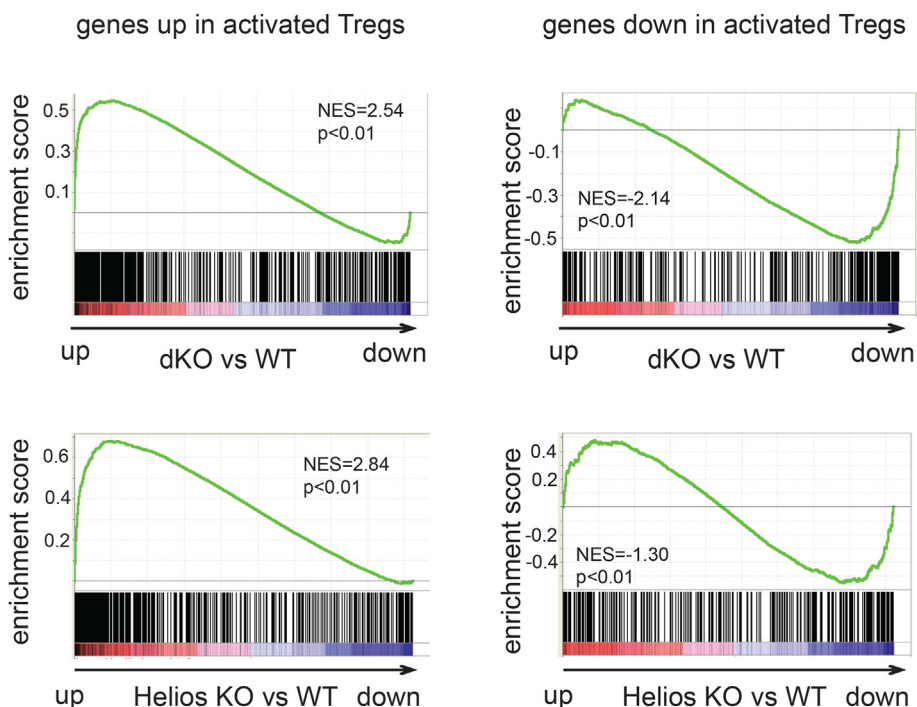 genes up in activated Tregs
genes down in activated Tregs
enrichment score
0.5
0.3
0.1
NES=2.54
p<0.01
up
dKO vs WT
down
enrichment score
-0.1
-0.3
-0.5
NES=-2.14
p<0.01
up
dKO vs WT
down
enrichment score
0.6
0.4
0.2
NES=2.84
p<0.01
up
Helios KO vs WT
down
enrichment score
0.4
0.2
-0.2
-0.4
NES=-1.30
p<0.01
up
Helios KO vs WT
down